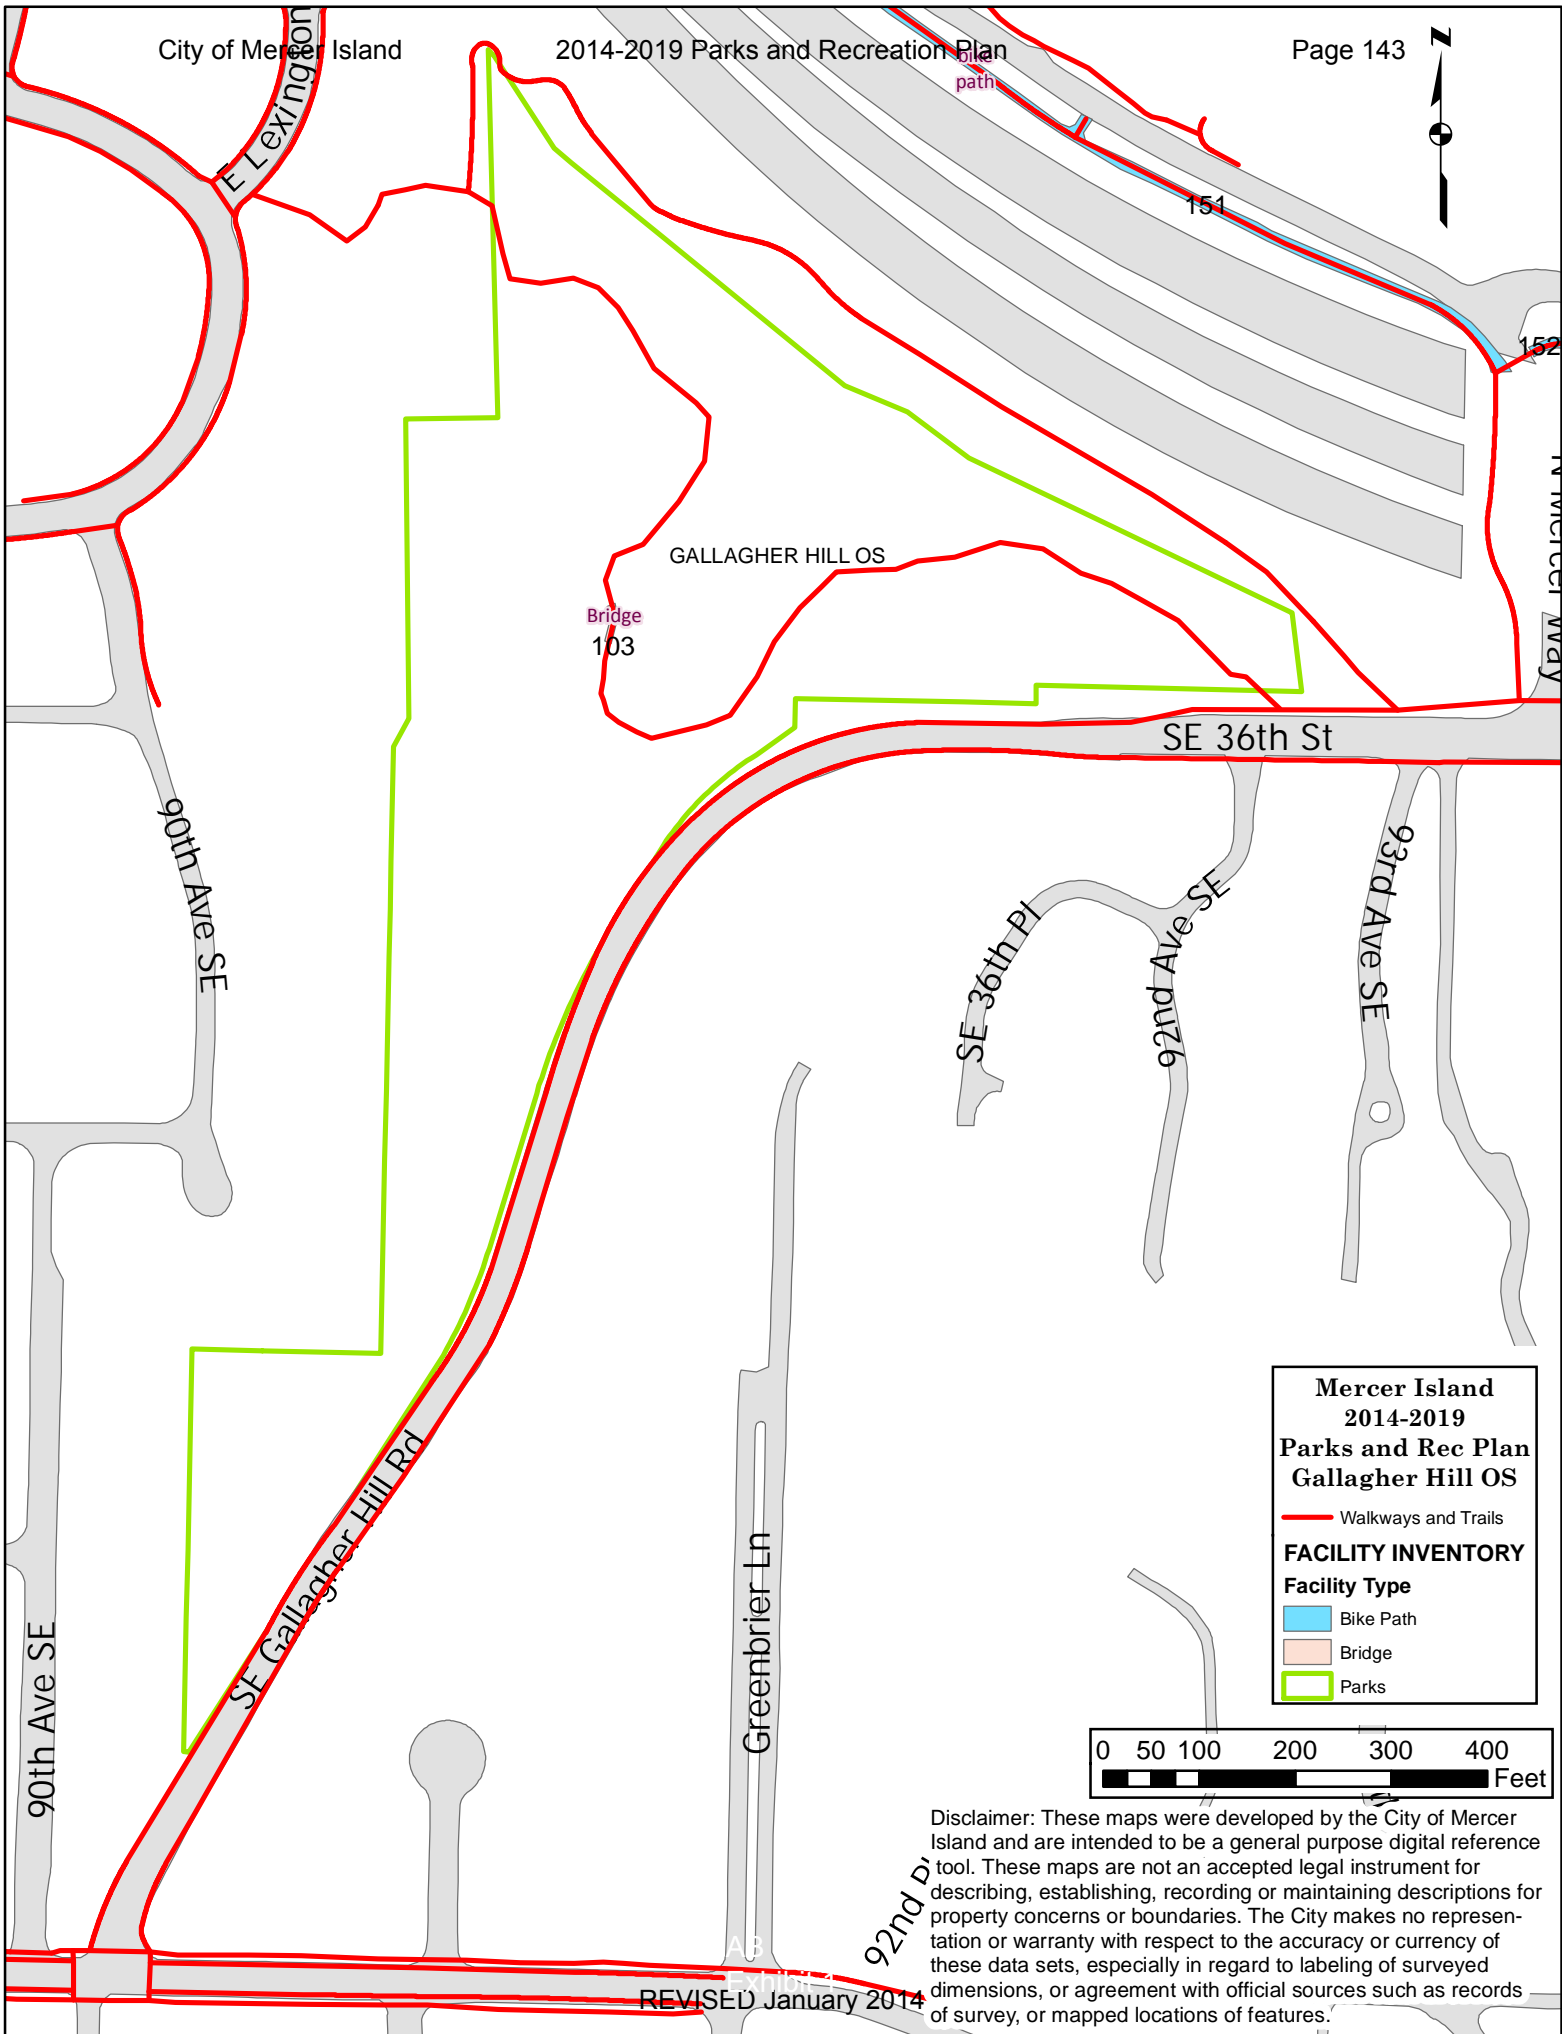 City of Mercer Island
2014-2019 Parks and Recreation Plan
Page 143
N
bike
path
E Lexington
151
152
N Mercer Way
GALLAGHER HILL OS
Bridge
103
SE 36th St
90th Ave SE
93rd Ave SE
SE 36th Pl
92nd Ave SE
SE Gallagher Hill Rd
Greenbrier Ln
90th Ave SE
Mercer Island
2014-2019
Parks and Rec Plan
Gallagher Hill OS
Walkways and Trails
FACILITY INVENTORY
Facility Type
Bike Path
Bridge
Parks
0 50 100 200 300 400
Feet
92nd
Disclaimer: These maps were developed by the City of Mercer
Island and are intended to be a general purpose digital reference
tool. These maps are not an accepted legal instrument for
describing, establishing, recording or maintaining descriptions for
property concerns or boundaries. The City makes no represen-
tation or warranty with respect to the accuracy or currency of
these data sets, especially in regard to labeling of surveyed
dimensions, or agreement with official sources such as records
of survey, or mapped locations of features.
AB
Exhibit 1
REVISED January 2014